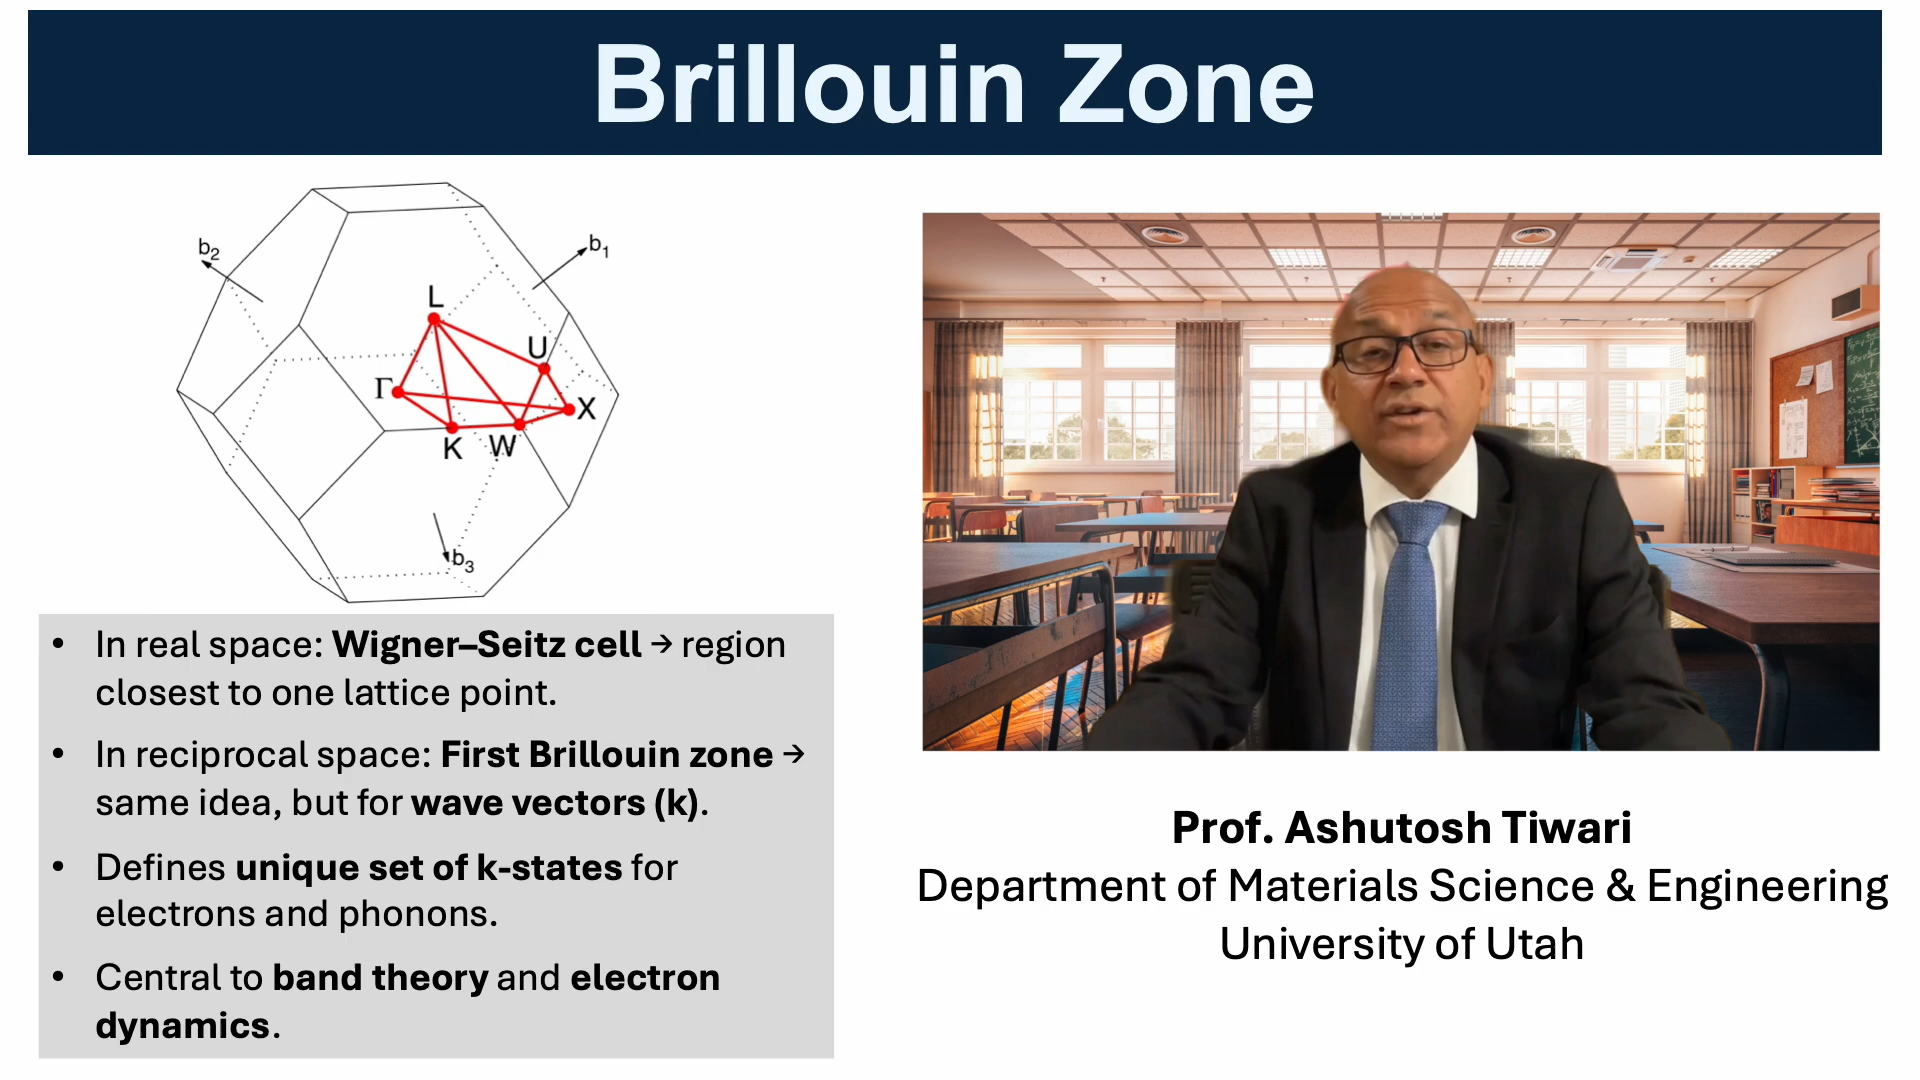 Brillouin Zone
b₂
b₁
L
U
Γ
X
K
W
b₃
• In real space: Wigner–Seitz cell → region
closest to one lattice point.
• In reciprocal space: First Brillouin zone →
same idea, but for wave vectors (k).
• Defines unique set of k-states for
electrons and phonons.
• Central to band theory and electron
dynamics.
Prof. Ashutosh Tiwari
Department of Materials Science & Engineering
University of Utah